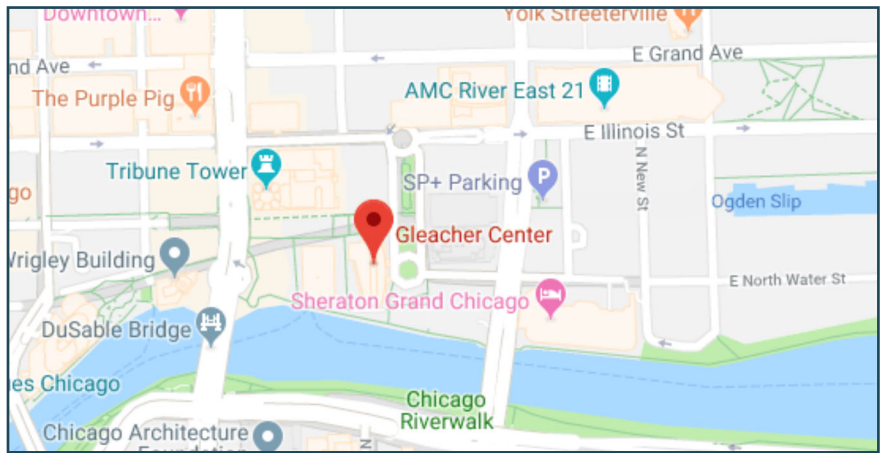 Downtown...
Yolk Streeterville
E Grand Ave
nd Ave
The Purple Pig
AMC River East 21
E Illinois St
Tribune Tower
SP+ Parking
P
N New St
go
Ogden Slip
Gleacher Center
Wrigley Building
E North Water St
Sheraton Grand Chicago
DuSable Bridge
es Chicago
Chicago
Riverwalk
Chicago Architecture
N